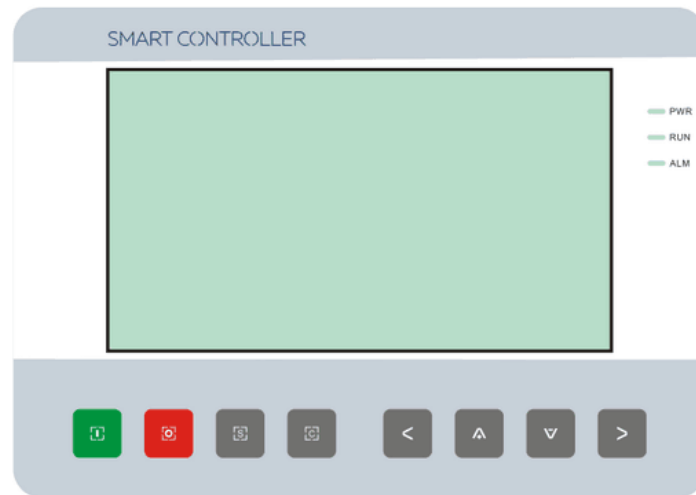 SMART CONTROLLER
PWR
RUN
ALM
I O S C < >